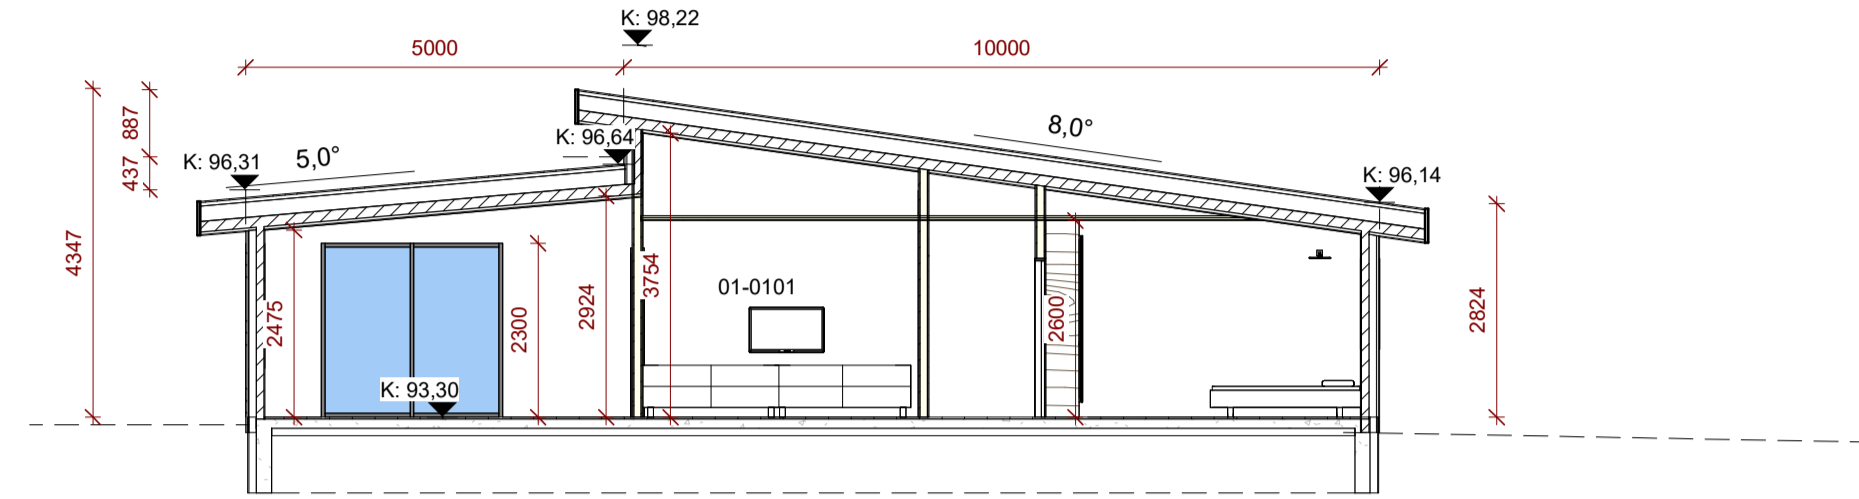 K: 98,22
5000
10000
887
K: 96,64
8,0°
437
K: 96,31
5,0°
K: 96,14
4347
3754
01-0101
2475
2300
2924
2600
2824
K: 93,30